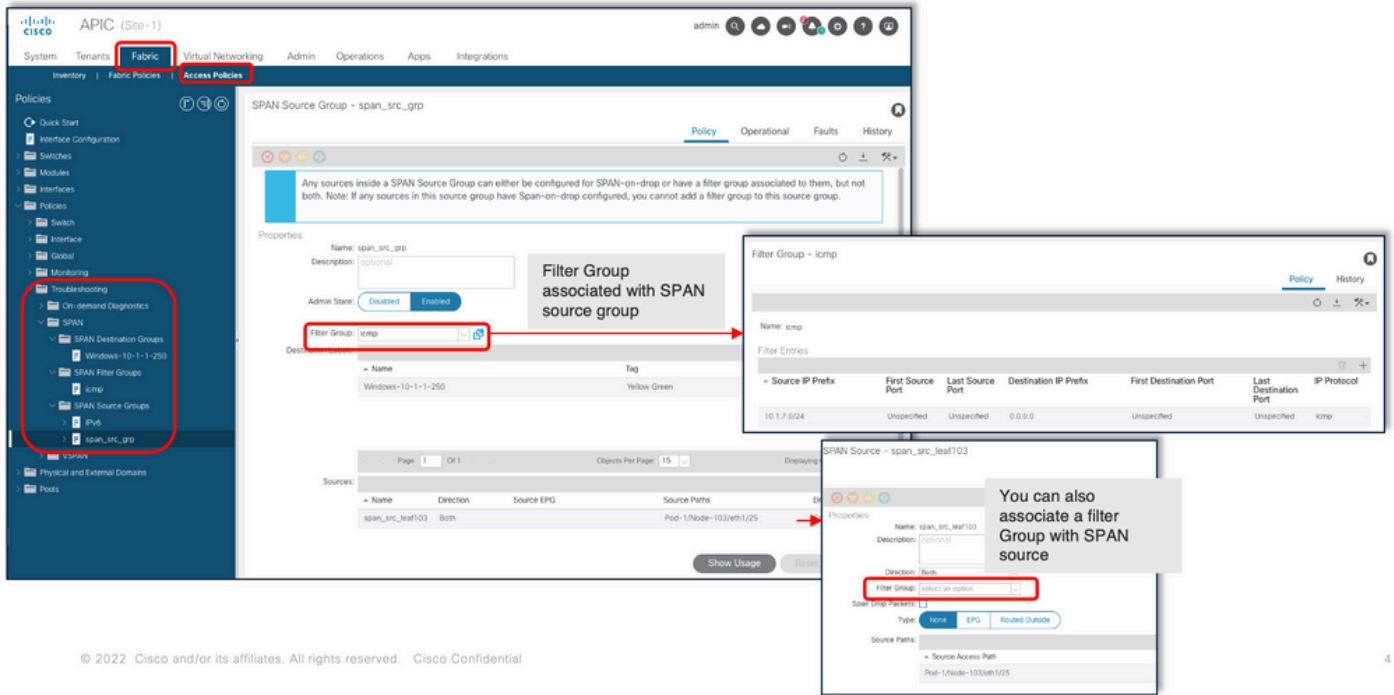 CISCO
APIC (Site-1)
admin
System Tenants Fabric Virtual Networking Admin Operations Apps Integrations
Inventory | Fabric Policies | Access Policies
Policies
Quick Start
Interface Configuration
Switches
Modules
Interfaces
Policies
Switch
Interface
Global
Monitoring
Troubleshooting
On-demand Diagnostics
SPAN
SPAN Destination Groups
Windows-10-1-1-250
SPAN Filter Groups
icmp
SPAN Source Groups
IPv6
span_src_grp
VSPAN
Physical and External Domains
Pools
SPAN Source Group - span_src_grp
Policy Operational Faults History
Any sources inside a SPAN Source Group can either be configured for SPAN-on-drop or have a filter group associated to them, but not
both. Note: If any sources in this source group have Span-on-drop configured, you cannot add a filter group to this source group.
Properties
Name: span_src_grp
Description: optional
Admin State: Disabled Enabled
Filter Group: icmp
Name Tag
Windows-10-1-1-250 Yellow Green
Page 1 Of 1 Objects Per Page: 15 Displaying
Sources:
Name Direction Source EPG Source Paths
span_src_leaf103 Both Pod-1/Node-103/eth1/25
Show Usage Reset
Filter Group
associated with SPAN
source group
Filter Group - icmp
Policy History
Name: icmp
Filter Entries
Source IP Prefix First Source Port Last Source Port Destination IP Prefix First Destination Port Last Destination Port IP Protocol
10.1.7.0/24 Unspecified Unspecified 0.0.0.0 Unspecified Unspecified icmp
SPAN Source - span_src_leaf103
Properties
Name: span_src_leaf103
Description: optional
Direction: Both
Filter Group: select an option
Span Drop Packets:
Type: None EPG Routed Outside
Source Paths:
Source Access Path
Pod-1/Node-103/eth1/25
You can also
associate a filter
Group with SPAN
source
© 2022 Cisco and/or its affiliates. All rights reserved. Cisco Confidential
4